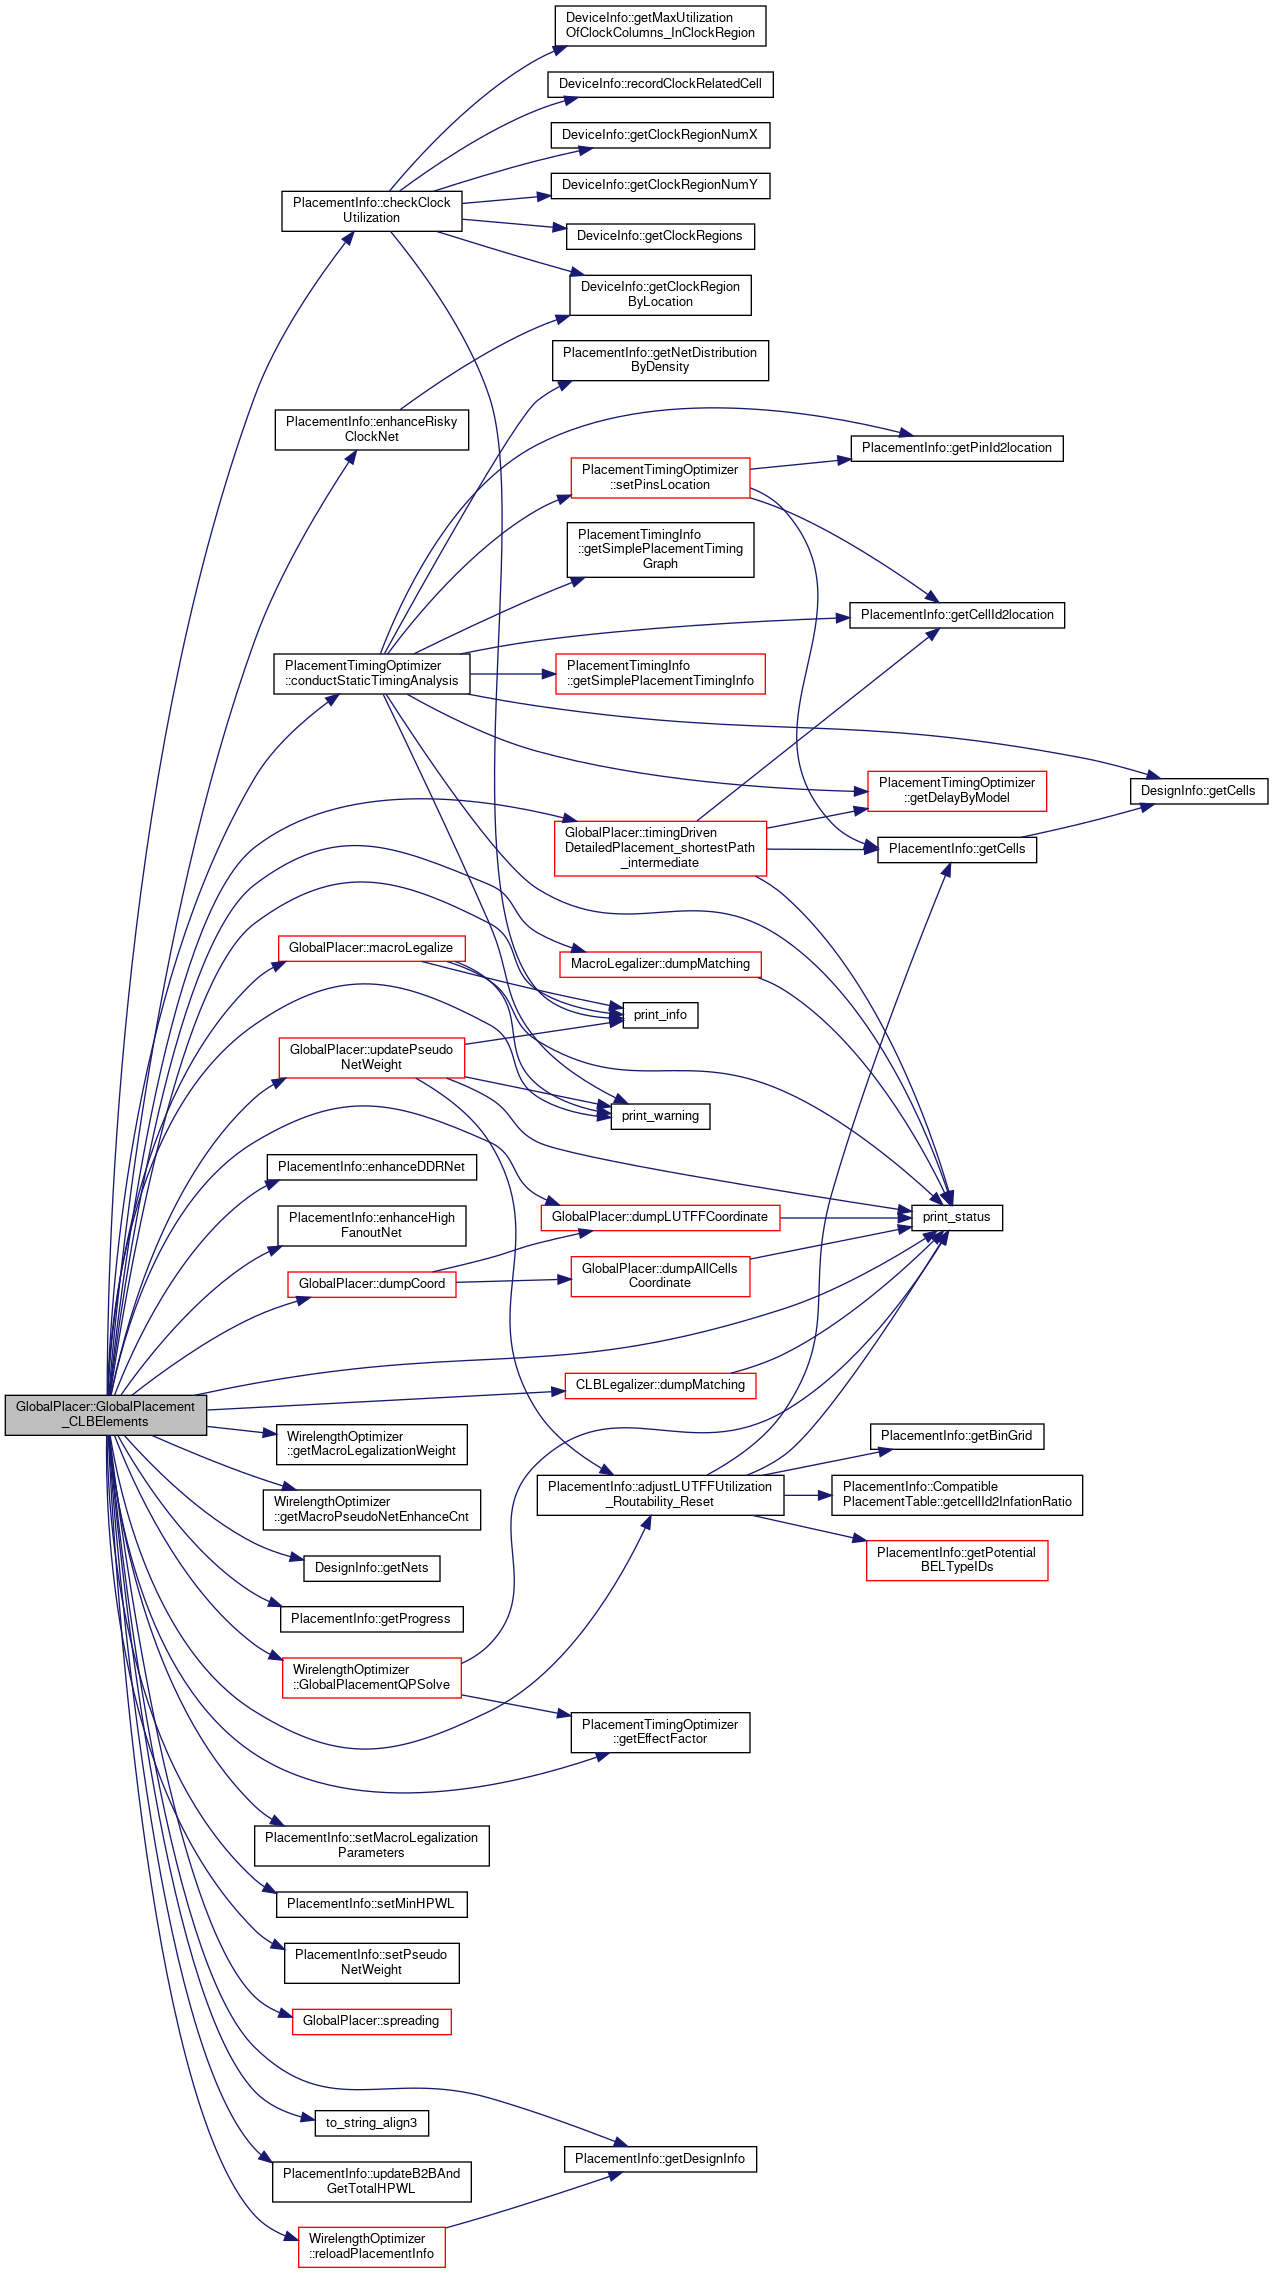 DeviceInfo::getMaxUtilization
OfClockColumns_InClockRegion
DeviceInfo::recordClockRelatedCell
DeviceInfo::getClockRegionNumX
DeviceInfo::getClockRegionNumY
PlacementInfo::checkClock
Utilization
DeviceInfo::getClockRegions
DeviceInfo::getClockRegion
ByLocation
PlacementInfo::getNetDistribution
ByDensity
PlacementInfo::enhanceRisky
ClockNet
PlacementInfo::getPinId2location
PlacementTimingOptimizer
::setPinsLocation
PlacementTimingInfo
::getSimplePlacementTiming
Graph
PlacementInfo::getCellId2location
PlacementTimingOptimizer
::conductStaticTimingAnalysis
PlacementTimingInfo
::getSimplePlacementTimingInfo
PlacementTimingOptimizer
::getDelayByModel
DesignInfo::getCells
GlobalPlacer::timingDriven
DetailedPlacement_shortestPath
_intermediate
PlacementInfo::getCells
GlobalPlacer::macroLegalize
MacroLegalizer::dumpMatching
print_info
GlobalPlacer::updatePseudo
NetWeight
print_warning
PlacementInfo::enhanceDDRNet
PlacementInfo::enhanceHigh
FanoutNet
GlobalPlacer::dumpLUTFFCoordinate
print_status
GlobalPlacer::dumpCoord
GlobalPlacer::dumpAllCells
Coordinate
CLBLegalizer::dumpMatching
GlobalPlacer::GlobalPlacement
_CLBElements
WirelengthOptimizer
::getMacroLegalizationWeight
PlacementInfo::getBinGrid
WirelengthOptimizer
::getMacroPseudoNetEnhanceCnt
PlacementInfo::adjustLUTFFUtilization
_Routability_Reset
PlacementInfo::Compatible
PlacementTable::getcellId2InfationRatio
DesignInfo::getNets
PlacementInfo::getPotential
BELTypeIDs
PlacementInfo::getProgress
WirelengthOptimizer
::GlobalPlacementQPSolve
PlacementTimingOptimizer
::getEffectFactor
PlacementInfo::setMacroLegalization
Parameters
PlacementInfo::setMinHPWL
PlacementInfo::setPseudo
NetWeight
GlobalPlacer::spreading
to_string_align3
PlacementInfo::getDesignInfo
PlacementInfo::updateB2BAnd
GetTotalHPWL
WirelengthOptimizer
::reloadPlacementInfo